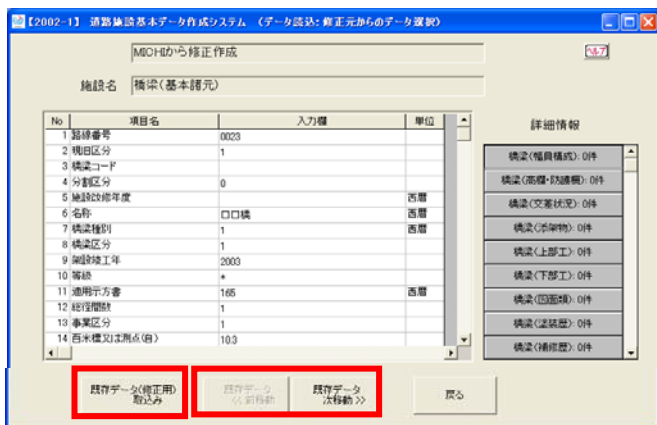 【2002-1】 道路施設基本データ作成システム (データ読込: 修正元からのデータ選択)
MICHIから修正作成
ヘルプ
施設名 橋梁(基本諸元)
No 項目名 入力欄 単位
詳細情報
1 路線番号 0023
2 現旧区分 1
3 橋梁コード
4 分割区分 0
5 施設改修年度 西暦
6 名称 口口橋 西暦
7 橋梁種別 1 西暦
8 橋梁区分 1
9 架設竣工年 2003
10 等級 *
11 適用示方書 165 西暦
12 総径間数 1
13 事業区分 1
14 百米標又は測点(自) 10.3
橋梁(幅員構成): 0件
橋梁(高欄・防護柵): 0件
橋梁(交差状況): 0件
橋梁(添架物): 0件
橋梁(上部工): 0件
橋梁(下部工): 0件
橋梁(図面類): 0件
橋梁(塗装歴): 0件
橋梁(補修歴): 0件
既存データ(修正用)
取込み
既存データ
<< 前移動
既存データ
次移動 >>
戻る